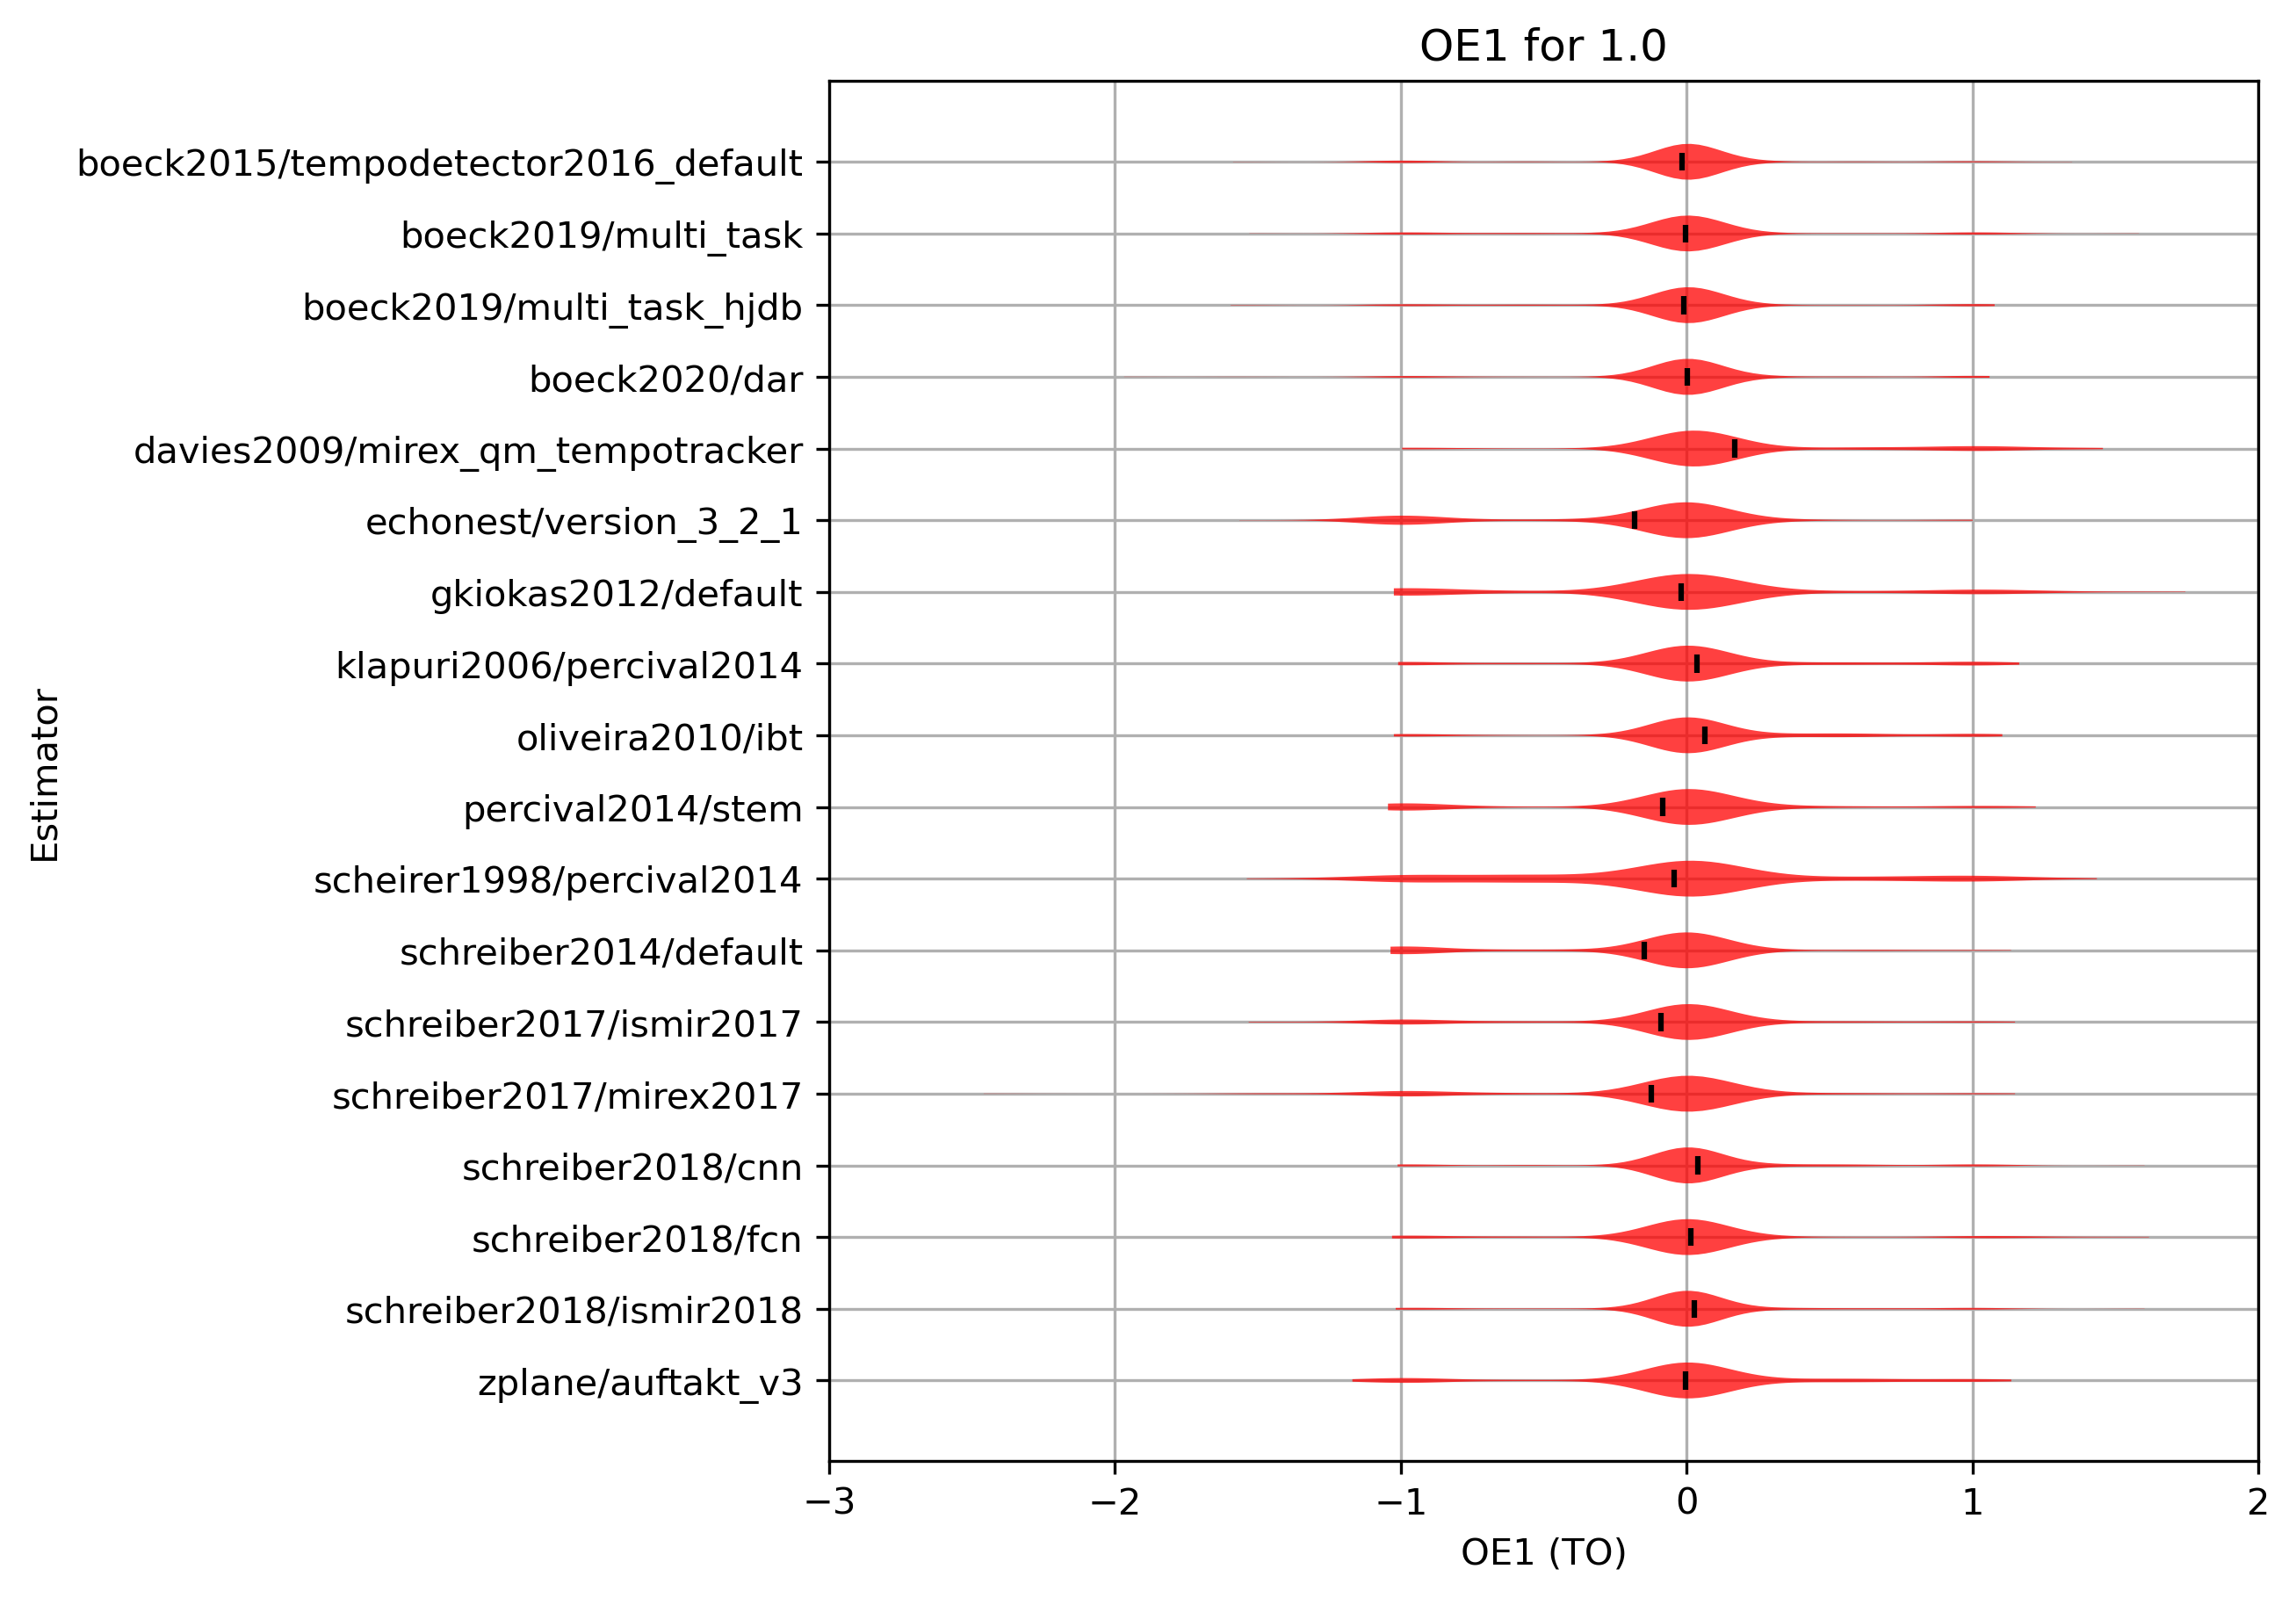 OE1 for 1.0
boeck2015/tempodetector2016_default
boeck2019/multi_task
boeck2019/multi_task_hjdb
boeck2020/dar
davies2009/mirex_qm_tempotracker
echonest/version_3_2_1
gkiokas2012/default
klapuri2006/percival2014
oliveira2010/ibt
percival2014/stem
scheirer1998/percival2014
schreiber2014/default
schreiber2017/ismir2017
schreiber2017/mirex2017
schreiber2018/cnn
schreiber2018/fcn
schreiber2018/ismir2018
zplane/auftakt_v3
Estimator
−3 −2 −1 0 1 2
OE1 (TO)